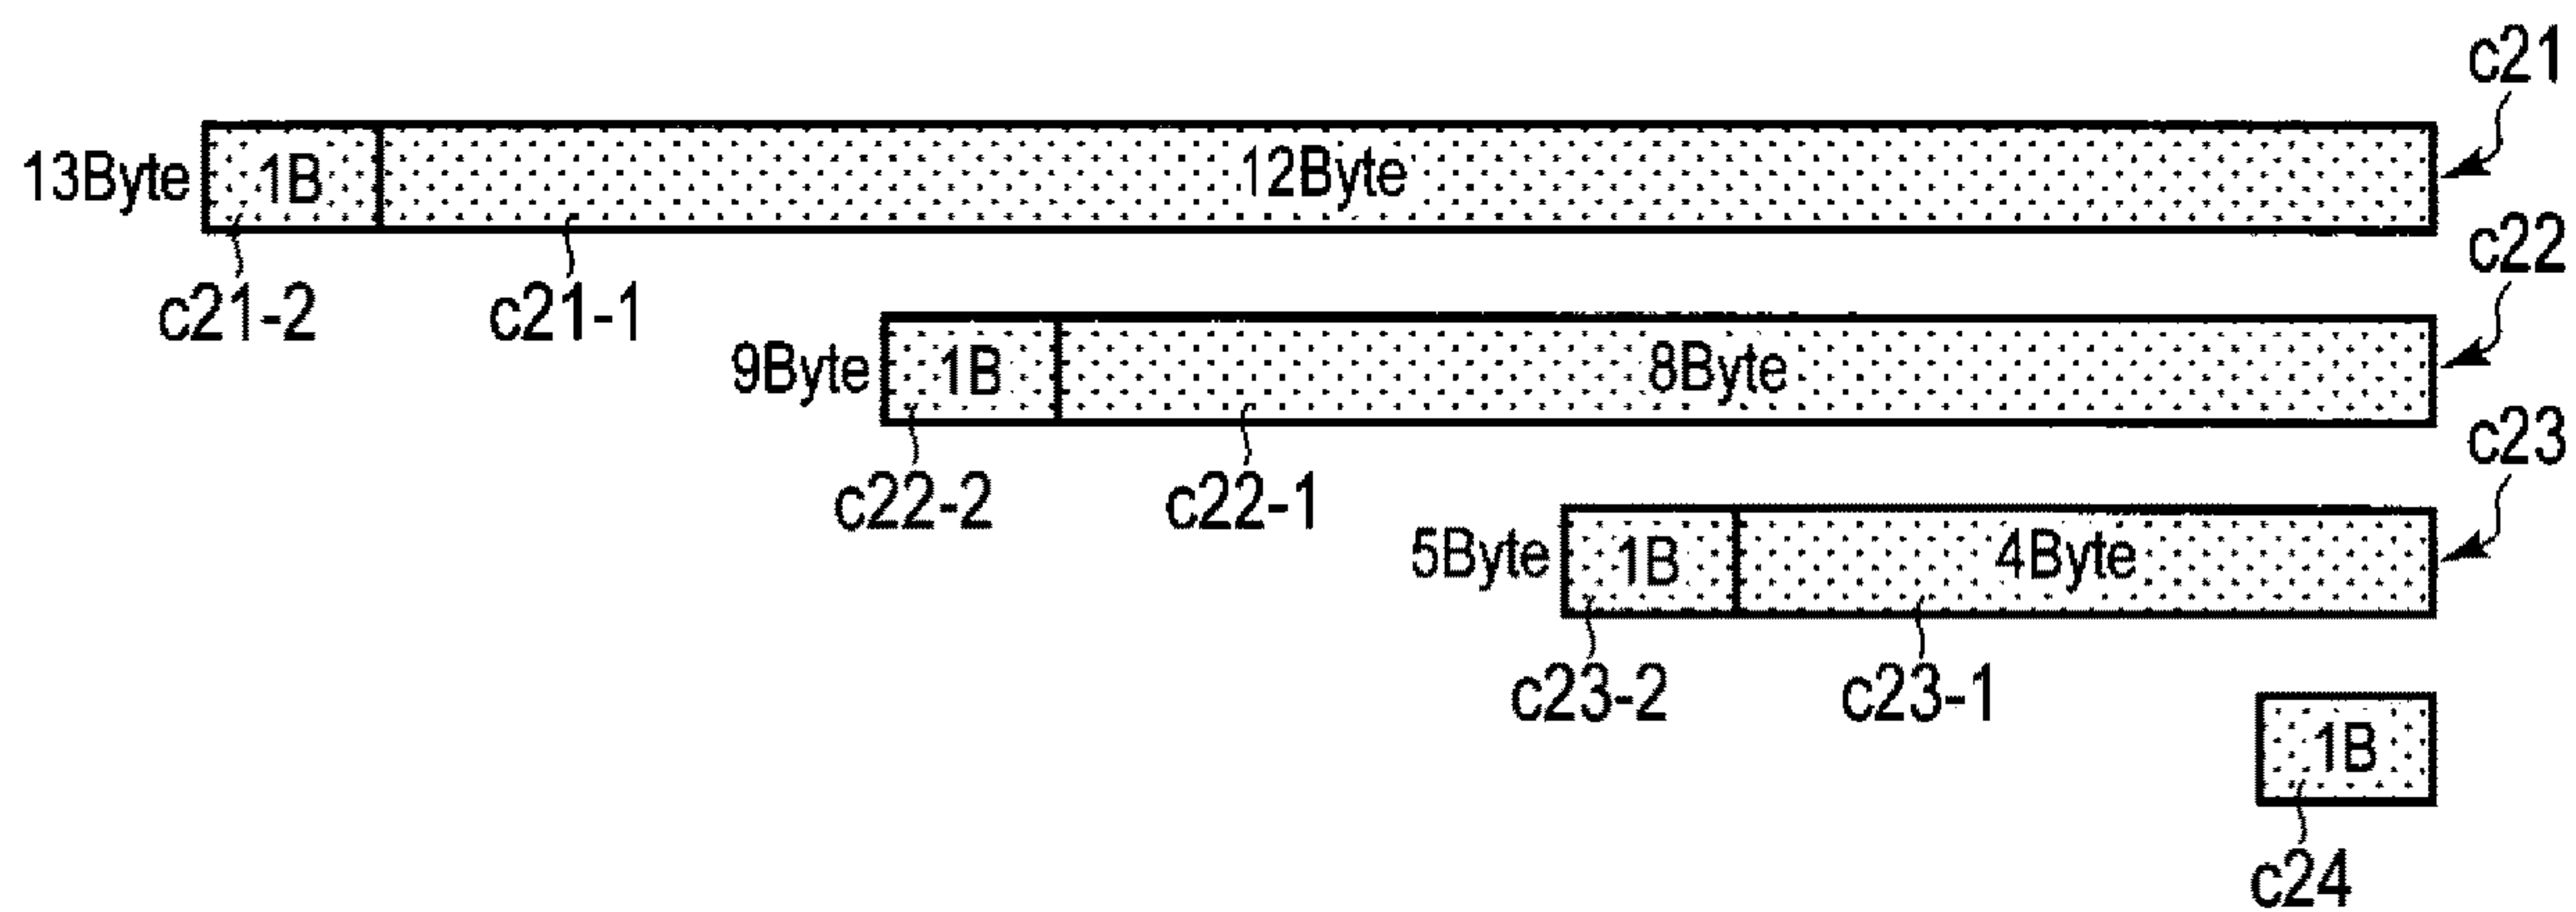 c21
13Byte 1B 12Byte
c21-2 c21-1
c22
9Byte 1B 8Byte
c22-2 c22-1
c23
5Byte 1B 4Byte
c23-2 c23-1
1B
c24